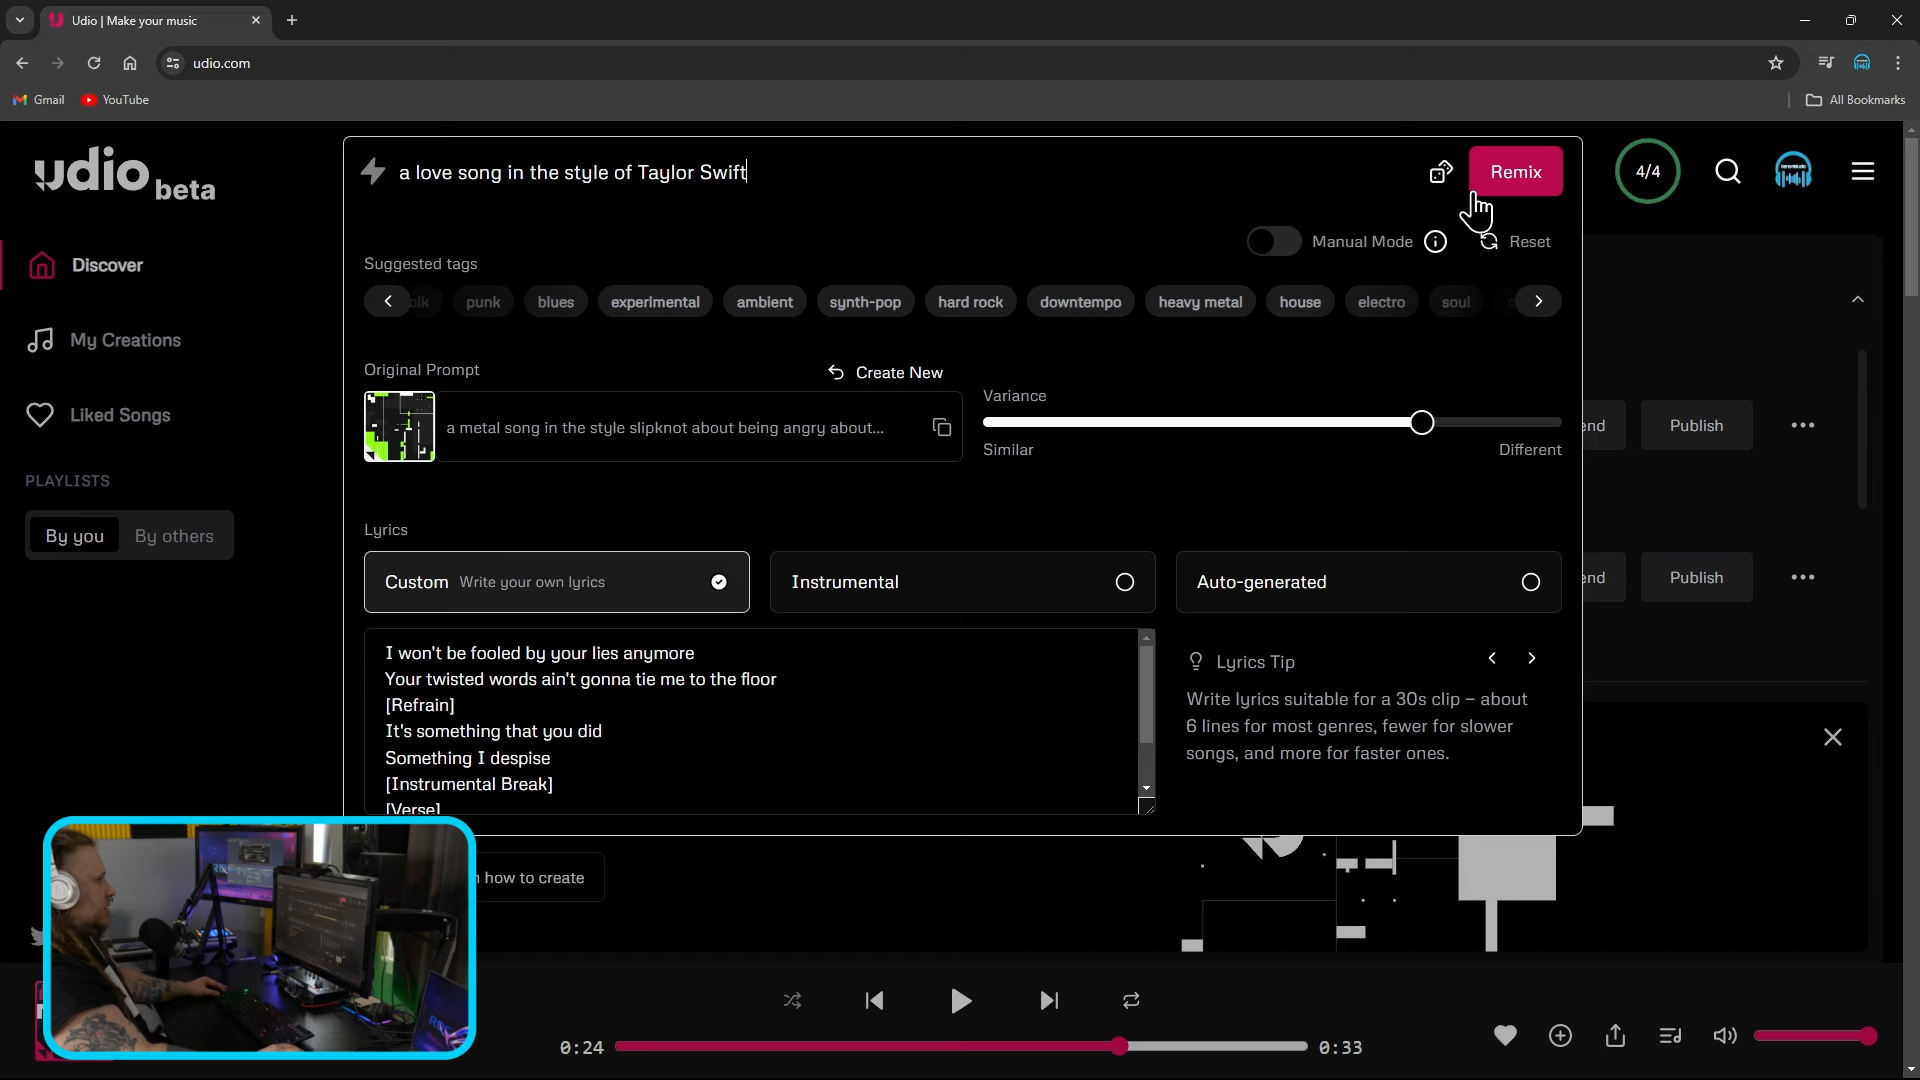 Udio | Make your music
udio.com
Gmail
YouTube
All Bookmarks
udio beta
a love song in the style of Taylor Swift
Remix
4/4
Manual Mode
Reset
Discover
My Creations
Liked Songs
PLAYLISTS
By you
By others
Suggested tags
punk
blues
experimental
ambient
synth-pop
hard rock
downtempo
heavy metal
house
electro
soul
Original Prompt
Create New
a metal song in the style slipknot about being angry about...
Variance
Similar
Different
Publish
Publish
Lyrics
Custom Write your own lyrics
Instrumental
Auto-generated
I won't be fooled by your lies anymore
Your twisted words ain't gonna tie me to the floor
[Refrain]
It's something that you did
Something I despise
[Instrumental Break]
[Verse]
Lyrics Tip
Write lyrics suitable for a 30s clip – about
6 lines for most genres, fewer for slower
songs, and more for faster ones.
how to create
0:24
0:33